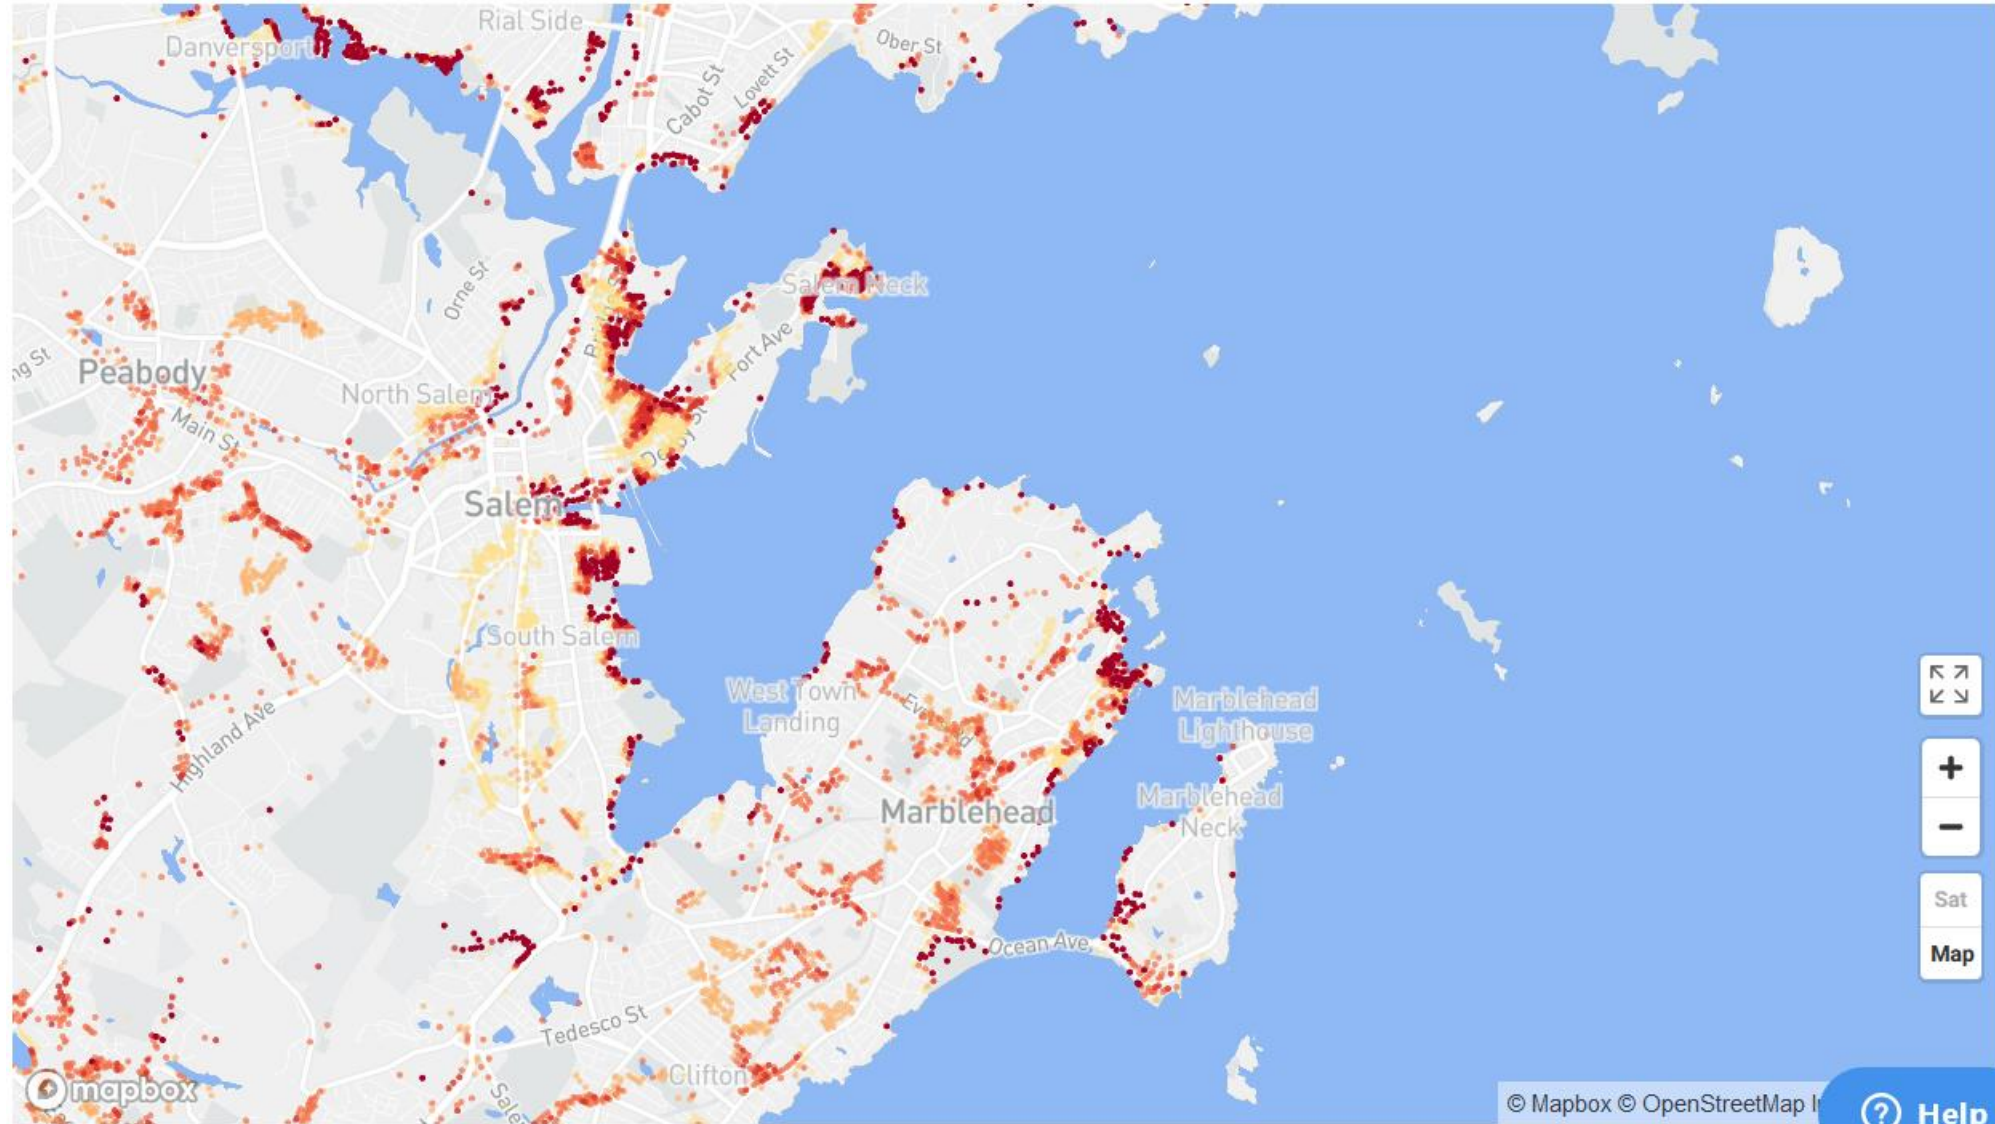 Rial Side
Danversport
Ober St
Cabot St
Lovett St
Salem Neck
Orne St
Fort Ave
ng St
Peabody
North Salem
Main St
Salem
South Salem
West Town
Landing
Marblehead
Lighthouse
Highland Ave
Marblehead
Marblehead
Neck
Ocean Ave
Tedesco St
Clifton
mapbox
Sat
Map
© Mapbox © OpenStreetMap
Help